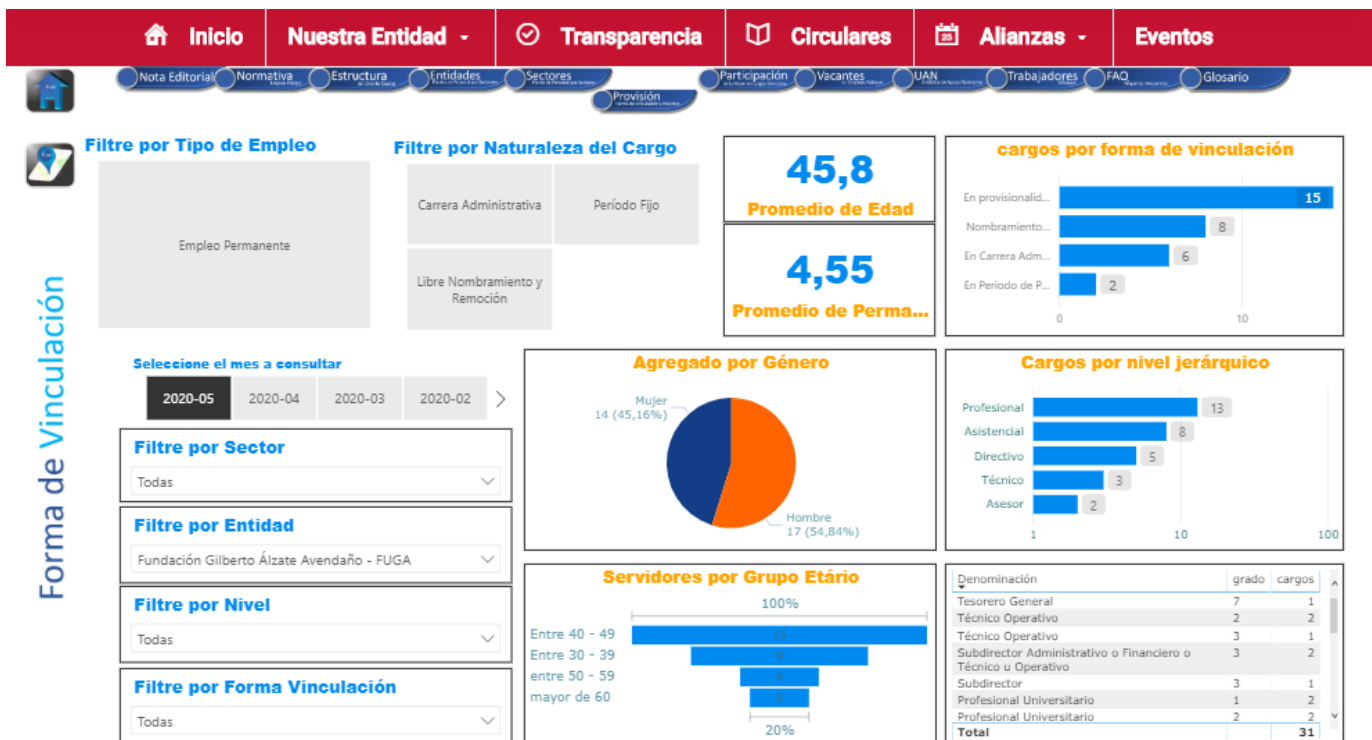 Inicio
Nuestra Entidad
Transparencia
Circulares
Alianzas
Eventos
Nota Editorial
Normativa
Estructura
Entidades
Sectores
Provisión
Participación
Vacantes
UAN
Trabajadores
FAQ
Glosario
Forma de Vinculación
Filtre por Tipo de Empleo
Empleo Permanente
Filtre por Naturaleza del Cargo
Carrera Administrativa
Período Fijo
Libre Nombramiento y
Remoción
45,8
Promedio de Edad
4,55
Promedio de Perma...
cargos por forma de vinculación
En provisionalid... 15
Nombramiento... 8
En Carrera Adm... 6
En Periodo de P... 2
0 10
Seleccione el mes a consultar
2020-05 2020-04 2020-03 2020-02
Filtre por Sector
Todas
Filtre por Entidad
Fundación Gilberto Álzate Avendaño - FUGA
Filtre por Nivel
Todas
Filtre por Forma Vinculación
Todas
Agregado por Género
Mujer
14 (45,16%)
Hombre
17 (54,84%)
Cargos por nivel jerárquico
Profesional 13
Asistencial 8
Directivo 5
Técnico 3
Asesor 2
1 10 100
Servidores por Grupo Etário
100%
Entre 40 - 49 15
Entre 30 - 39 9
entre 50 - 59 4
mayor de 60 3
20%
Denominación grado cargos
Tesorero General 7 1
Técnico Operativo 2 2
Técnico Operativo 3 1
Subdirector Administrativo o Financiero o 3 2
Técnico u Operativo
Subdirector 3 1
Profesional Universitario 1 2
Profesional Universitario 2 2
Total 31